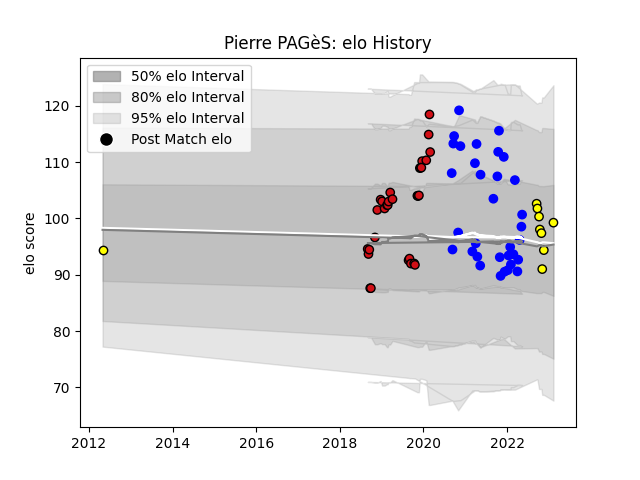 Pierre PAGèS: elo History
50% elo Interval
80% elo Interval
95% elo Interval
Post Match elo
elo score
120
110
100
90
80
70
2012
2014
2016
2018
2020
2022